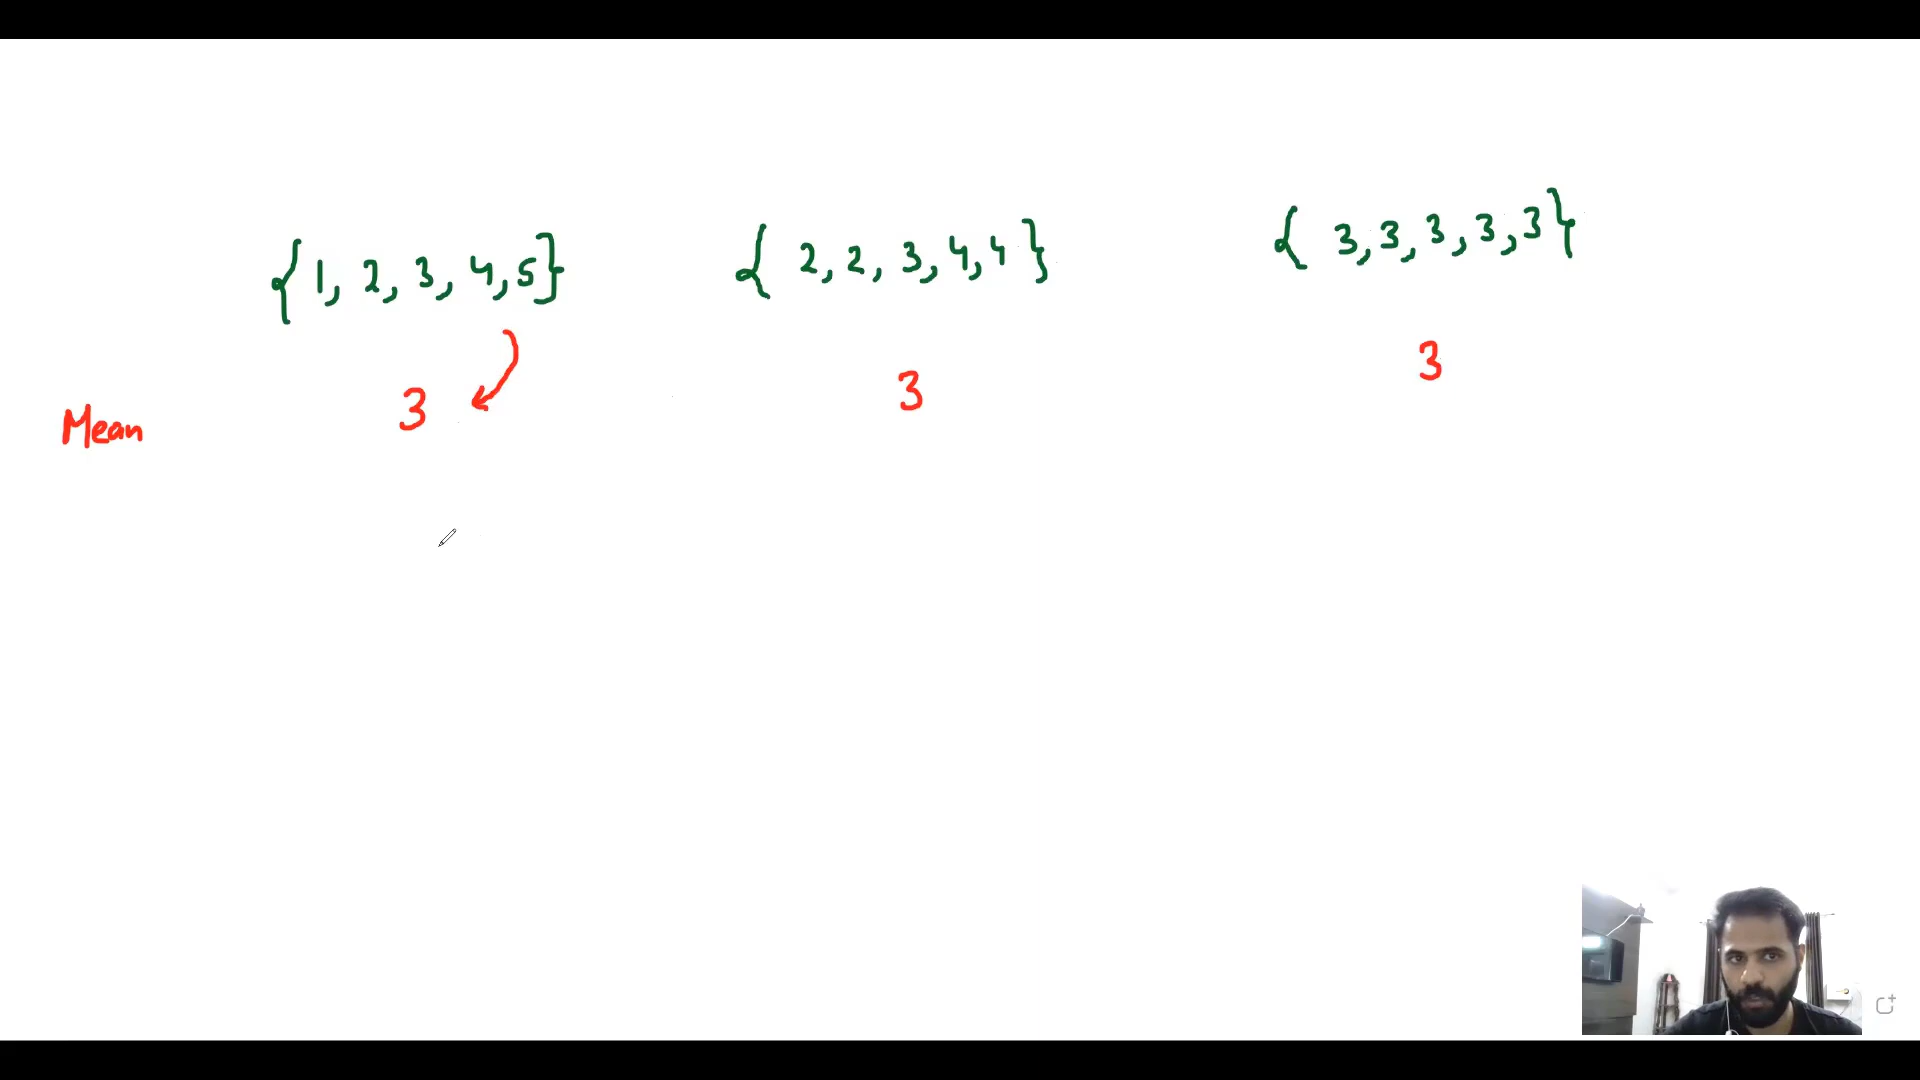 {1, 2, 3, 4, 5} { 2, 2, 3, 4, 4 } { 3, 3, 3, 3, 3 }
Mean 3 3 3